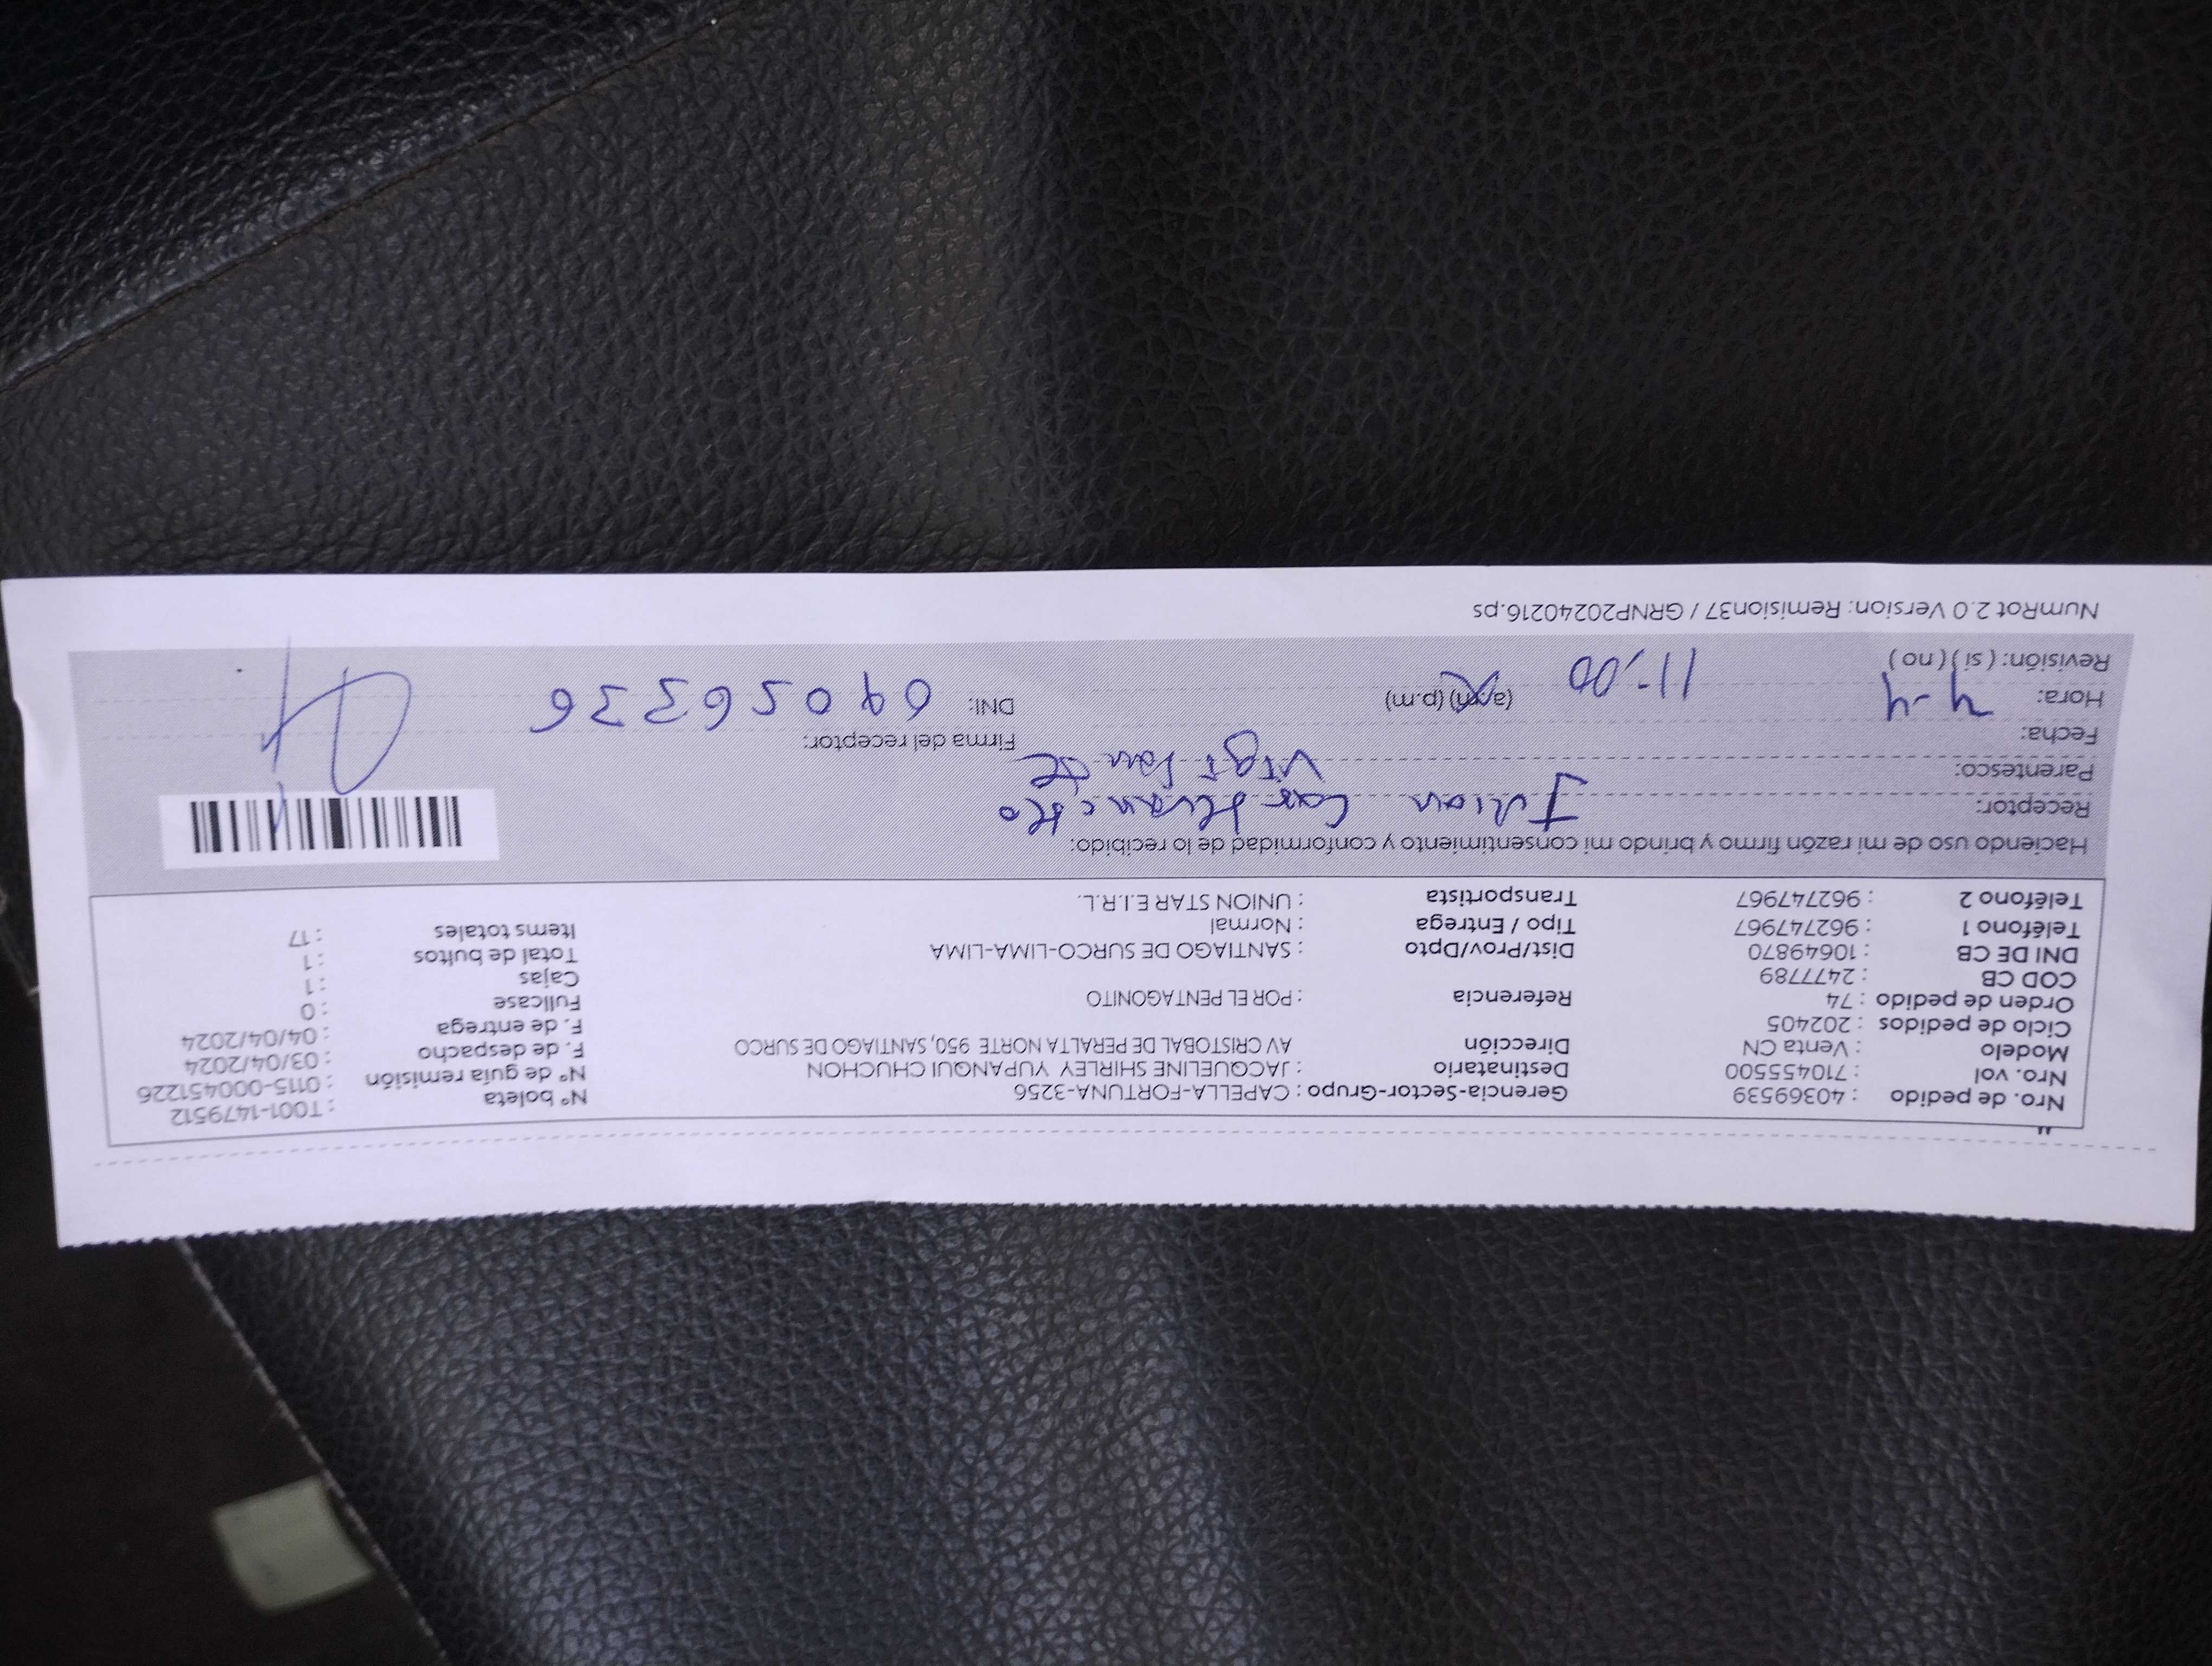 Nro. de pedido : 40369539 Gerencia-Sector-Grupo : CAPELLA-FORTUNA-3256 N° boleta : T001-1479512
Nro. vol : 710455500 Destinatario : JACQUELINE SHIRLEY YUPANQUI CHUCHON N° de guía remisión : 0115-000451226
Modelo : Venta CN Dirección AV CRISTOBAL DE PERALTA NORTE 950, SANTIAGO DE SURCO F. de despacho : 03/04/2024
Ciclo de pedidos : 202405 F. de entrega : 04/04/2024
Orden de pedido : 74 Referencia : POR EL PENTAGONITO Fullcase : 0
COD CB : 2477789 Cajas : 1
DNI DE CB : 10649870 Dist/Prov/Dpto : SANTIAGO DE SURCO-LIMA-LIMA Total de bultos : 1
Teléfono 1 : 962747967 Tipo / Entrega : Normal Items totales : 17
Teléfono 2 : 962747967 Transportista : UNION STAR E.I.R.L.
Haciendo uso de mi razón firmo y brindo mi consentimiento y conformidad de lo recibido:
Receptor: Julian
Parentesco: Vigilante
Fecha: Firma del receptor:
Hora: 4-4 11:00 (a.m) (p.m) DNI: 09056336
Revisión: ( sí ) ( no )
NumRot 2.0 Version: Remision37 / GRNP20240216.ps